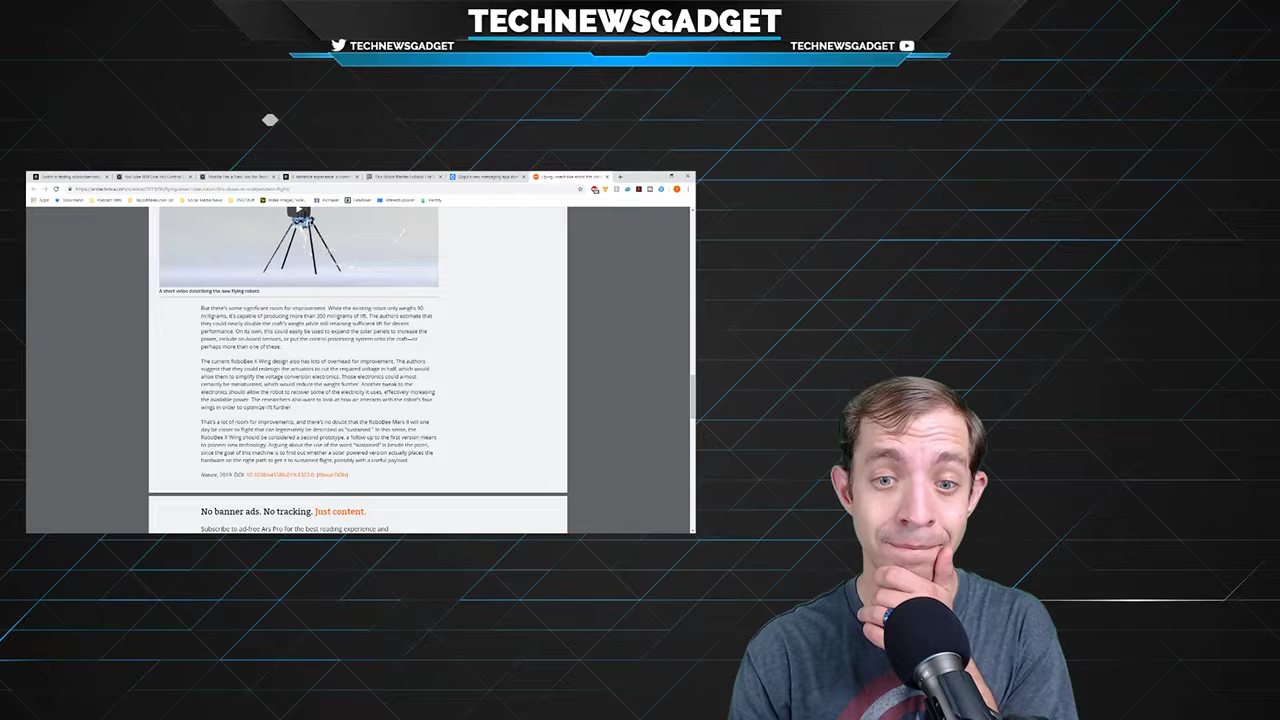 TECHNEWSGADGET
TECHNEWSGADGET
TECHNEWSGADGET
Apps
A short video describing the new flying robots.
But there's some significant room for improvement. While the existing robot only weighs 90
milligrams, it's capable of producing more than 350 milligrams of lift. The authors estimate that
they could nearly double the craft's weight while still retaining sufficient lift for decent
performance. On its own, this could easily be used to expand the solar panels to increase the
power, include on-board sensors, or put the control processing system onto the craft—or
perhaps more than one of these.
The current RoboBee X-Wing design also has lots of overhead for improvement. The authors
suggest that they could redesign the actuators to cut the required voltage in half, which would
allow them to simplify the voltage conversion electronics. Those electronics could almost
certainly be miniaturized, which would reduce the weight further. Another tweak to the
electronics should allow the robot to recover some of the electricity it uses, effectively increasing
the available power. The researchers also want to look at how air interacts with the robot's four
wings in order to optimize lift further.
That's a lot of room for improvements, and there's no doubt that the RoboBee Mark II will one
day be closer to flight that can legitimately be described as "sustained." In this sense, the
RoboBee X-Wing should be considered a second prototype, a follow up to the first version meant
to pioneer new technology. Arguing about the use of the word "sustained" is beside the point,
since the goal of this machine is to find out whether a solar powered version actually places the
hardware on the right path to get it to sustained flight, possibly with a useful payload.
Nature, 2019. DOI: 10.1038/s41586-019-1322-0 (About DOIs).
No banner ads. No tracking. Just content.
Subscribe to ad-free Ars Pro for the best reading experience and